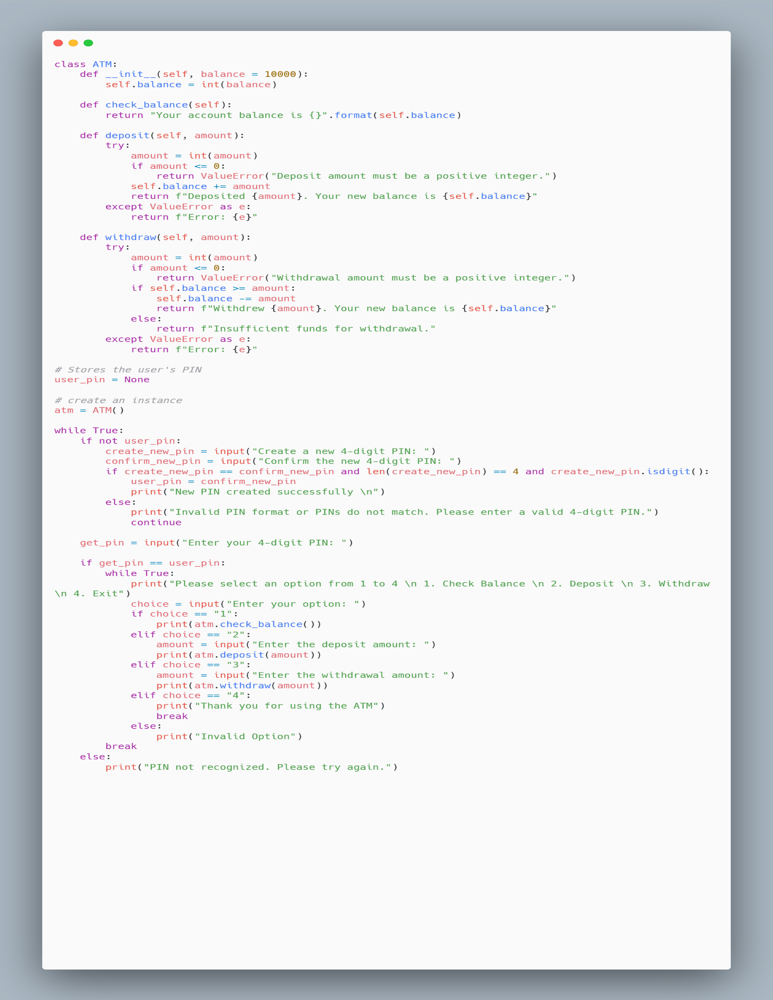 class ATM:
    def __init__(self, balance = 10000):
        self.balance = int(balance)

    def check_balance(self):
        return "Your account balance is {}".format(self.balance)

    def deposit(self, amount):
        try:
            amount = int(amount)
            if amount <= 0:
                return ValueError("Deposit amount must be a positive integer.")
            self.balance += amount
            return f"Deposited {amount}. Your new balance is {self.balance}"
        except ValueError as e:
            return f"Error: {e}"

    def withdraw(self, amount):
        try:
            amount = int(amount)
            if amount <= 0:
                return ValueError("Withdrawal amount must be a positive integer.")
            if self.balance >= amount:
                self.balance -= amount
                return f"Withdrew {amount}. Your new balance is {self.balance}"
            else:
                return f"Insufficient funds for withdrawal."
        except ValueError as e:
            return f"Error: {e}"

# Stores the user's PIN
user_pin = None

# create an instance
atm = ATM()

while True:
    if not user_pin:
        create_new_pin = input("Create a new 4-digit PIN: ")
        confirm_new_pin = input("Confirm the new 4-digit PIN: ")
        if create_new_pin == confirm_new_pin and len(create_new_pin) == 4 and create_new_pin.isdigit():
            user_pin = confirm_new_pin
            print("New PIN created successfully \n")
        else:
            print("Invalid PIN format or PINs do not match. Please enter a valid 4-digit PIN.")
            continue

    get_pin = input("Enter your 4-digit PIN: ")

    if get_pin == user_pin:
        while True:
            print("Please select an option from 1 to 4 \n 1. Check Balance \n 2. Deposit \n 3. Withdraw
\n 4. Exit")
            choice = input("Enter your option: ")
            if choice == "1":
                print(atm.check_balance())
            elif choice == "2":
                amount = input("Enter the deposit amount: ")
                print(atm.deposit(amount))
            elif choice == "3":
                amount = input("Enter the withdrawal amount: ")
                print(atm.withdraw(amount))
            elif choice == "4":
                print("Thank you for using the ATM")
                break
            else:
                print("Invalid Option")
        break
    else:
        print("PIN not recognized. Please try again.")